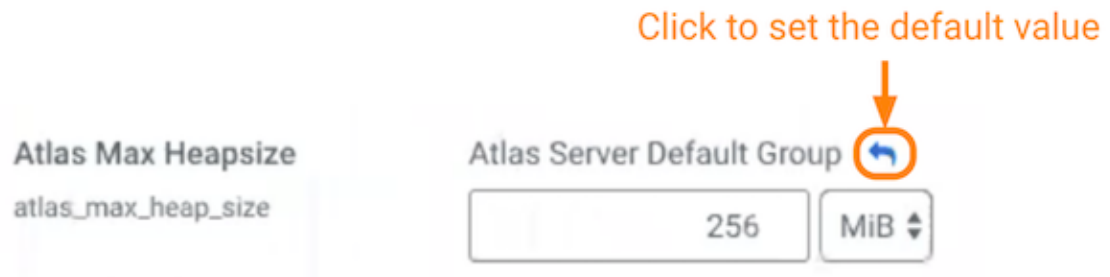 Click to set the default value
Atlas Max Heapsize
Atlas Server Default Group
atlas_max_heap_size
256
MiB